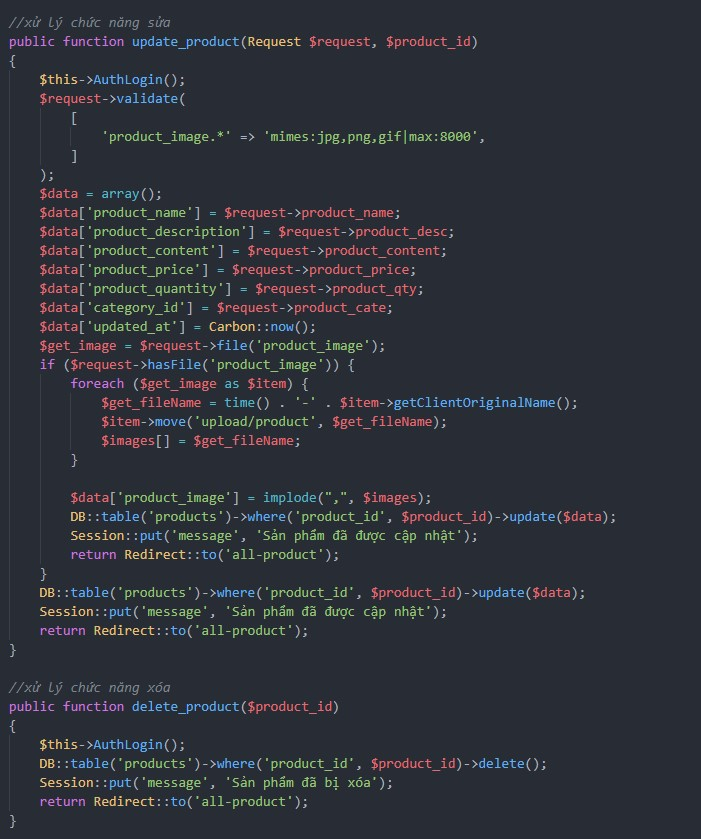 //xử lý chức năng sửa
public function update_product(Request $request, $product_id)
{
    $this->AuthLogin();
    $request->validate(
        [
            'product_image.*' => 'mimes:jpg,png,gif|max:8000',
        ]
    );
    $data = array();
    $data['product_name'] = $request->product_name;
    $data['product_description'] = $request->product_desc;
    $data['product_content'] = $request->product_content;
    $data['product_price'] = $request->product_price;
    $data['product_quantity'] = $request->product_qty;
    $data['category_id'] = $request->product_cate;
    $data['updated_at'] = Carbon::now();
    $get_image = $request->file('product_image');
    if ($request->hasFile('product_image')) {
        foreach ($get_image as $item) {
            $get_fileName = time() . '-' . $item->getClientOriginalName();
            $item->move('upload/product', $get_fileName);
            $images[] = $get_fileName;
        }

        $data['product_image'] = implode(",", $images);
        DB::table('products')->where('product_id', $product_id)->update($data);
        Session::put('message', 'Sản phẩm đã được cập nhật');
        return Redirect::to('all-product');
    }
    DB::table('products')->where('product_id', $product_id)->update($data);
    Session::put('message', 'Sản phẩm đã được cập nhật');
    return Redirect::to('all-product');
}

//xử lý chức năng xóa
public function delete_product($product_id)
{
    $this->AuthLogin();
    DB::table('products')->where('product_id', $product_id)->delete();
    Session::put('message', 'Sản phẩm đã bị xóa');
    return Redirect::to('all-product');
}